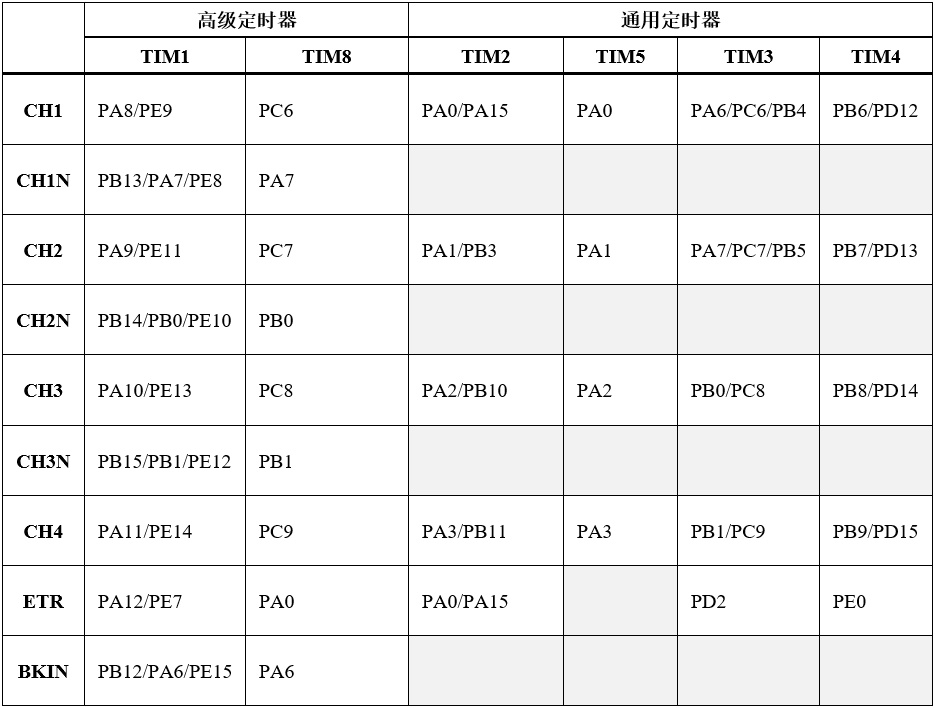 高级定时器 通用定时器
TIM1 TIM8 TIM2 TIM5 TIM3 TIM4
CH1 PA8/PE9 PC6 PA0/PA15 PA0 PA6/PC6/PB4 PB6/PD12
CH1N PB13/PA7/PE8 PA7
CH2 PA9/PE11 PC7 PA1/PB3 PA1 PA7/PC7/PB5 PB7/PD13
CH2N PB14/PB0/PE10 PB0
CH3 PA10/PE13 PC8 PA2/PB10 PA2 PB0/PC8 PB8/PD14
CH3N PB15/PB1/PE12 PB1
CH4 PA11/PE14 PC9 PA3/PB11 PA3 PB1/PC9 PB9/PD15
ETR PA12/PE7 PA0 PA0/PA15 PD2 PE0
BKIN PB12/PA6/PE15 PA6